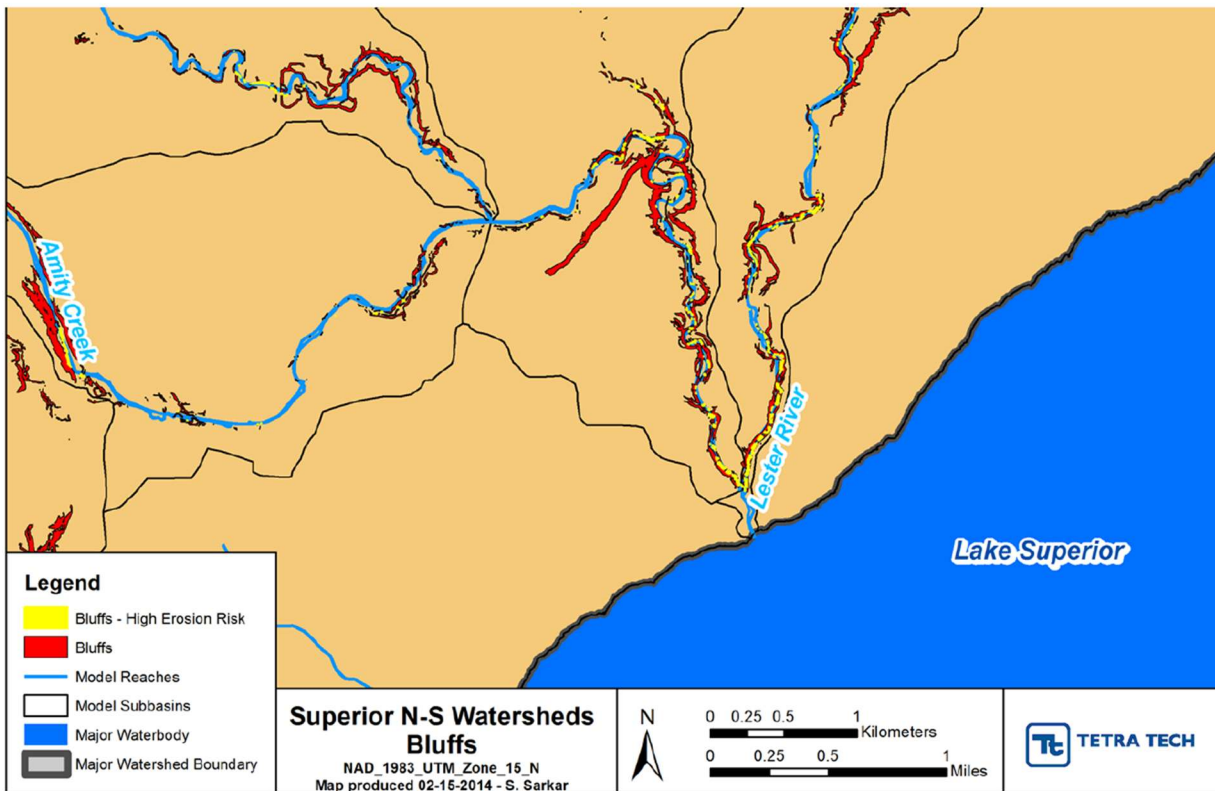 Amity Creek
Lester River
Lake Superior
Legend
Bluffs - High Erosion Risk
Bluffs
Model Reaches
Model Subbasins
Major Waterbody
Major Watershed Boundary
Superior N-S Watersheds
Bluffs
NAD_1983_UTM_Zone_15_N
Map produced 02-15-2014 - S. Sarkar
N
0 0.25 0.5 1
Kilometers
0 0.25 0.5 1
Miles
Tt TETRA TECH